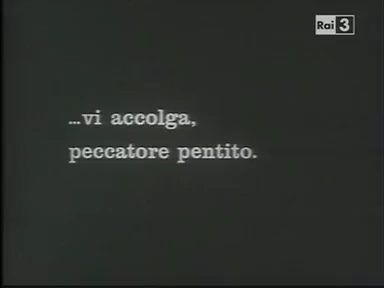 Rai 3
...vi accolga,
peccatore pentito.